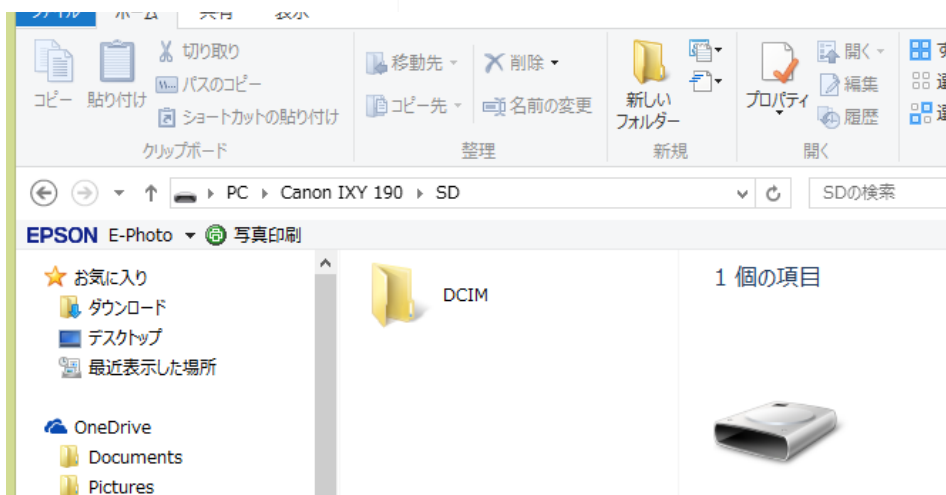 ファイル ホーム 共有 表示
コピー
貼り付け
切り取り
パスのコピー
ショートカットの貼り付け
クリップボード
移動先
削除
コピー先
名前の変更
整理
新しい
フォルダー
新規
プロパティ
開く
編集
履歴
開く
PC Canon IXY 190 SD
SDの検索
EPSON E-Photo 写真印刷
お気に入り
ダウンロード
デスクトップ
最近表示した場所
OneDrive
Documents
Pictures
DCIM
1 個の項目